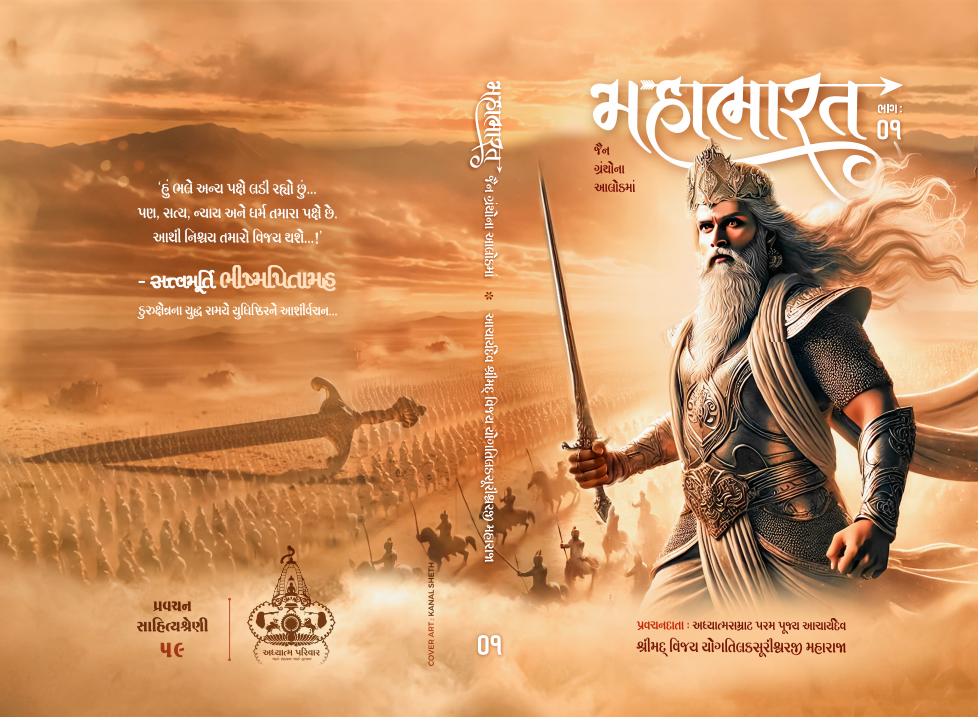 'હું ભલે અન્ય પક્ષે લડી રહ્યો છું...
પણ, સત્ય, ન્યાય અને ધર્મ તમારા પક્ષે છે.
આથી નિશ્ચય તમારો વિજય થશે...!'
- સત્ત્વમૂર્તિ ભીષ્મપિતામહ
કુરુક્ષેત્રના યુદ્ધ સમયે યુધિષ્ઠિરને આશીર્વચન...
પ્રવચન
સાહિત્યશ્રેણી
૫૯
અધ્યાત્મ પરિવાર
મહાભારત જૈન ગ્રંથોના આલોકમાં * આચાર્યદેવ શ્રીમદ્ વિજય યોગતિલકસૂરીશ્વરજી મહારાજા
COVER ART : KANAL SHETH
૦૧
મહાભારત
ભાગ :
૦૧
જૈન
ગ્રંથોના
આલોકમાં
પ્રવચનદાતા : અધ્યાત્મસમ્રાટ પરમ પૂજ્ય આચાર્યદેવ
શ્રીમદ્ વિજય યોગતિલકસૂરીશ્વરજી મહારાજા